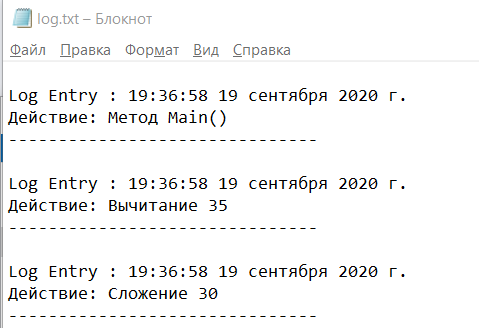 log.txt – Блокнот
Файл Правка Формат Вид Справка
Log Entry : 19:36:58 19 сентября 2020 г.
Действие: Метод Main()
-------------------------------
Log Entry : 19:36:58 19 сентября 2020 г.
Действие: Вычитание 35
-------------------------------
Log Entry : 19:36:58 19 сентября 2020 г.
Действие: Сложение 30
-------------------------------